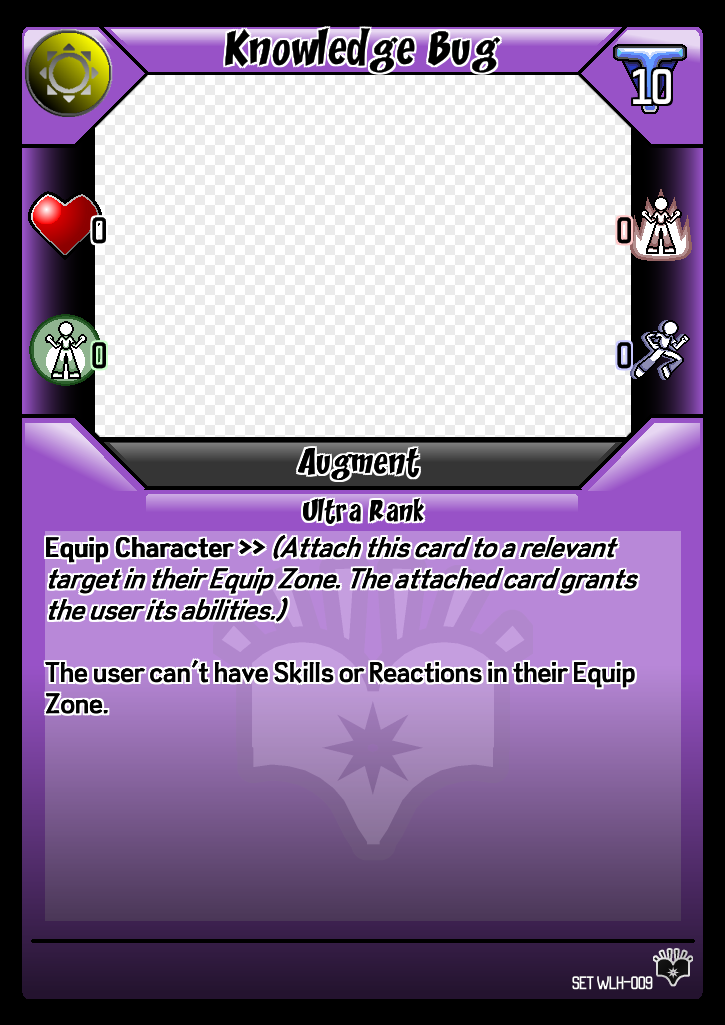 Knowledge Bug
10
0
0
0
0
Augment
Ultra Rank
Equip Character >> (Attach this card to a relevant
target in their Equip Zone. The attached card grants
the user its abilities.)
The user can't have Skills or Reactions in their Equip
Zone.
SET WLH-009